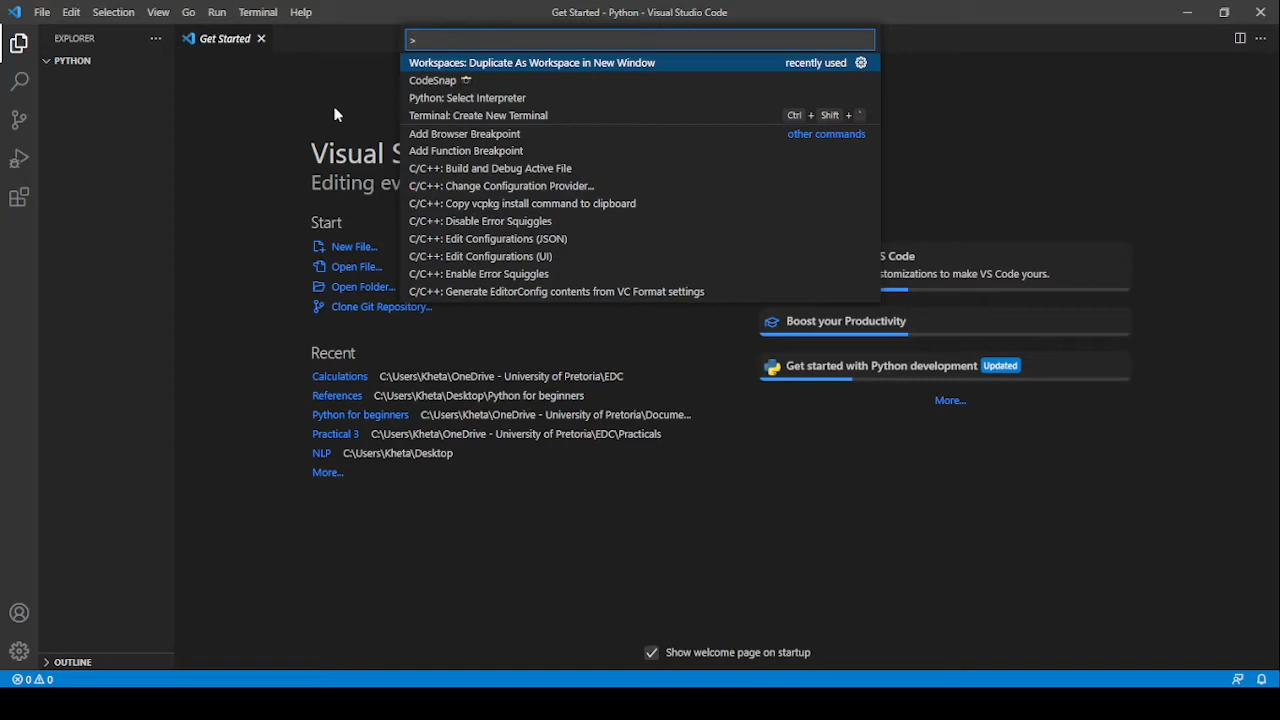 File Edit Selection View Go Run Terminal Help
Get Started - Python - Visual Studio Code
EXPLORER
Get Started
>
PYTHON
Workspaces: Duplicate As Workspace in New Window recently used
CodeSnap
Python: Select Interpreter
Terminal: Create New Terminal Ctrl + Shift + `
Add Browser Breakpoint other commands
Add Function Breakpoint
C/C++: Build and Debug Active File
C/C++: Change Configuration Provider...
C/C++: Copy vcpkg install command to clipboard
C/C++: Disable Error Squiggles
C/C++: Edit Configurations (JSON)
C/C++: Edit Configurations (UI)
C/C++: Enable Error Squiggles
C/C++: Generate EditorConfig contents from VC Format settings
Visual S
Editing ev
Start
New File...
Open File...
Open Folder...
Clone Git Repository...
Recent
Calculations C:\Users\Kheta\OneDrive - University of Pretoria\EDC
References C:\Users\Kheta\Desktop\Python for beginners
Python for beginners C:\Users\Kheta\OneDrive - University of Pretoria\Docume...
Practical 3 C:\Users\Kheta\OneDrive - University of Pretoria\EDC\Practicals
NLP C:\Users\Kheta\Desktop
More...
S Code
stomizations to make VS Code yours.
Boost your Productivity
Get started with Python development Updated
More...
Show welcome page on startup
OUTLINE
0 0